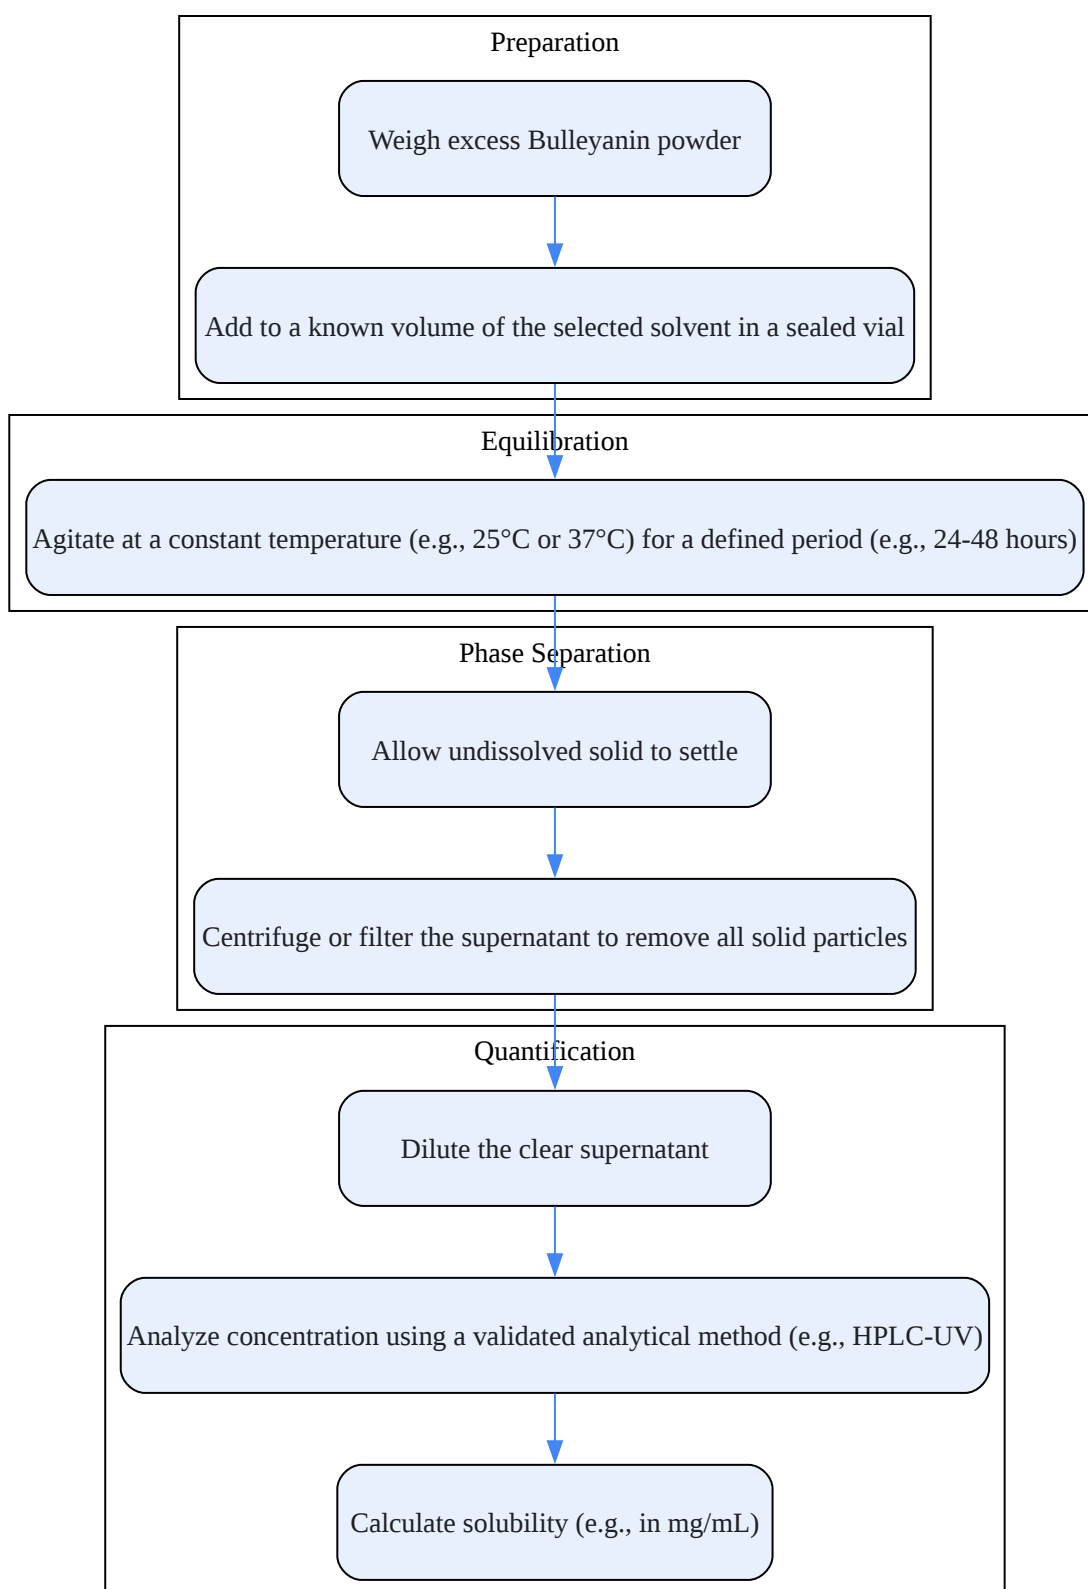 Preparation
Weigh excess Bulleyanin powder
Add to a known volume of the selected solvent in a sealed vial
Equilibration
Agitate at a constant temperature (e.g., 25°C or 37°C) for a defined period (e.g., 24-48 hours)
Phase Separation
Allow undissolved solid to settle
Centrifuge or filter the supernatant to remove all solid particles
Quantification
Dilute the clear supernatant
Analyze concentration using a validated analytical method (e.g., HPLC-UV)
Calculate solubility (e.g., in mg/mL)